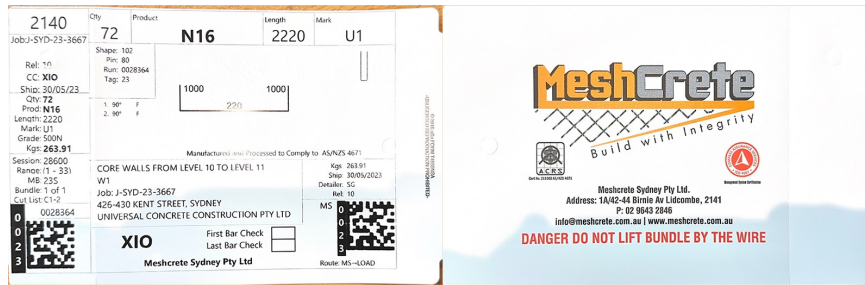 2140
Job:J-SYD-23-3667
Rel: 10
CC: XIO
Ship: 30/05/23
Qty: 72
Prod: N16
Length: 2220
Mark: U1
Grade: 500N
Kgs: 263.91
Session: 28600
Range: (1 - 33)
MB: 23S
Bundle: 1 of 1
Cut List: C1-2
0028364
0023
Qty
72
Product
N16
Length
2220
Mark
U1
Shape: 102
Pin: 80
Run: 0028364
Tag: 23
1. 90° F
2. 90° F
1000
1000
220
Manufactured and Processed to Comply to AS/NZS 4671
CORE WALLS FROM LEVEL 10 TO LEVEL 11
W1
Job: J-SYD-23-3667
426-430 KENT STREET, SYDNEY
UNIVERSAL CONCRETE CONSTRUCTION PTY LTD
Kgs 263.91
Ship: 30/05/2023
Detailer: SG
Rel: 10
MS
0023
XIO
First Bar Check
Last Bar Check
Meshcrete Sydney Pty Ltd
Route: MS->LOAD
MeshCrete
Build with Integrity
ACRS
Meshcrete Sydney Pty Ltd.
Address: 1A/42-44 Birnie Av Lidcombe, 2141
P: 02 9643 2846
info@meshcrete.com.au | www.meshcrete.com.au
DANGER DO NOT LIFT BUNDLE BY THE WIRE